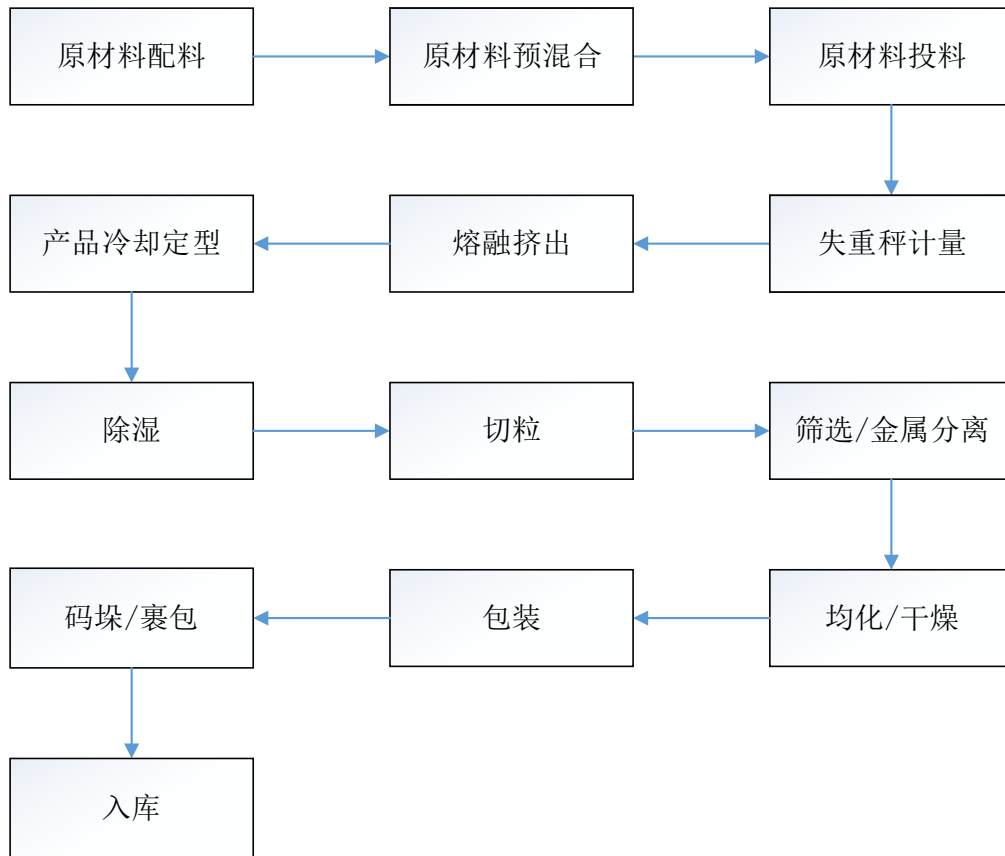 原材料配料
原材料预混合
原材料投料
产品冷却定型
熔融挤出
失重秤计量
除湿
切粒
筛选/金属分离
码垛/裹包
包装
均化/干燥
入库